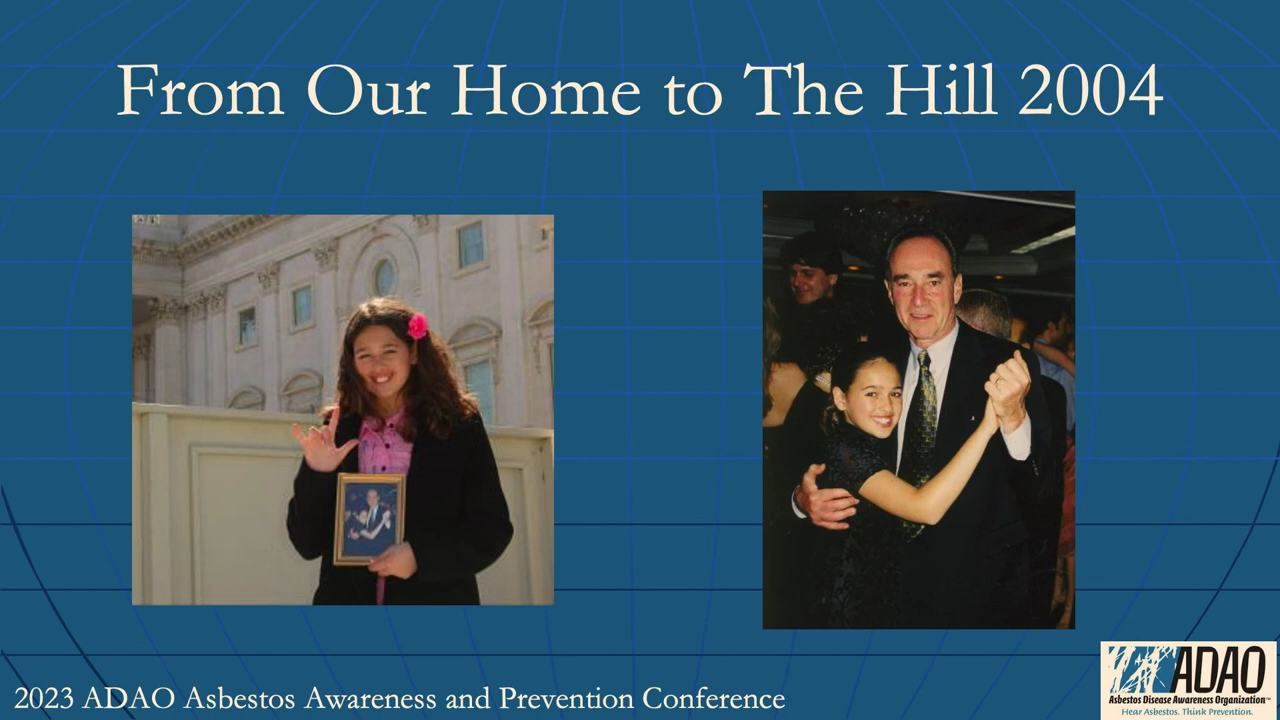 From Our Home to The Hill 2004
2023 ADAO Asbestos Awareness and Prevention Conference
ADAO
Asbestos Disease Awareness Organization™
Hear Asbestos. Think Prevention.